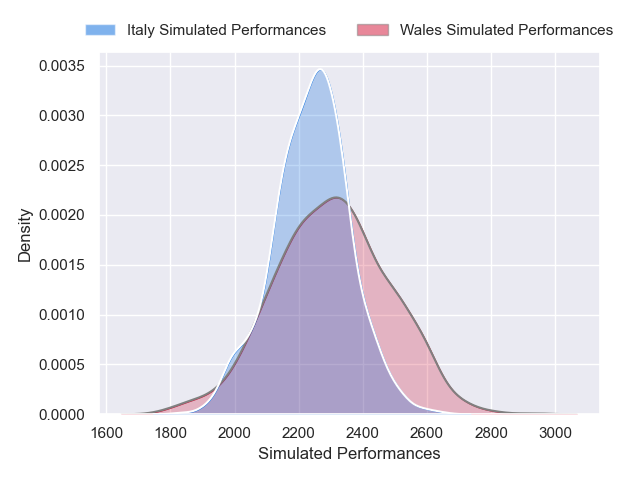 Italy Simulated Performances Wales Simulated Performances
0.0035
0.0030
0.0025
0.0020
0.0015
0.0010
0.0005
0.0000
Density
1600 1800 2000 2200 2400 2600 2800 3000
Simulated Performances